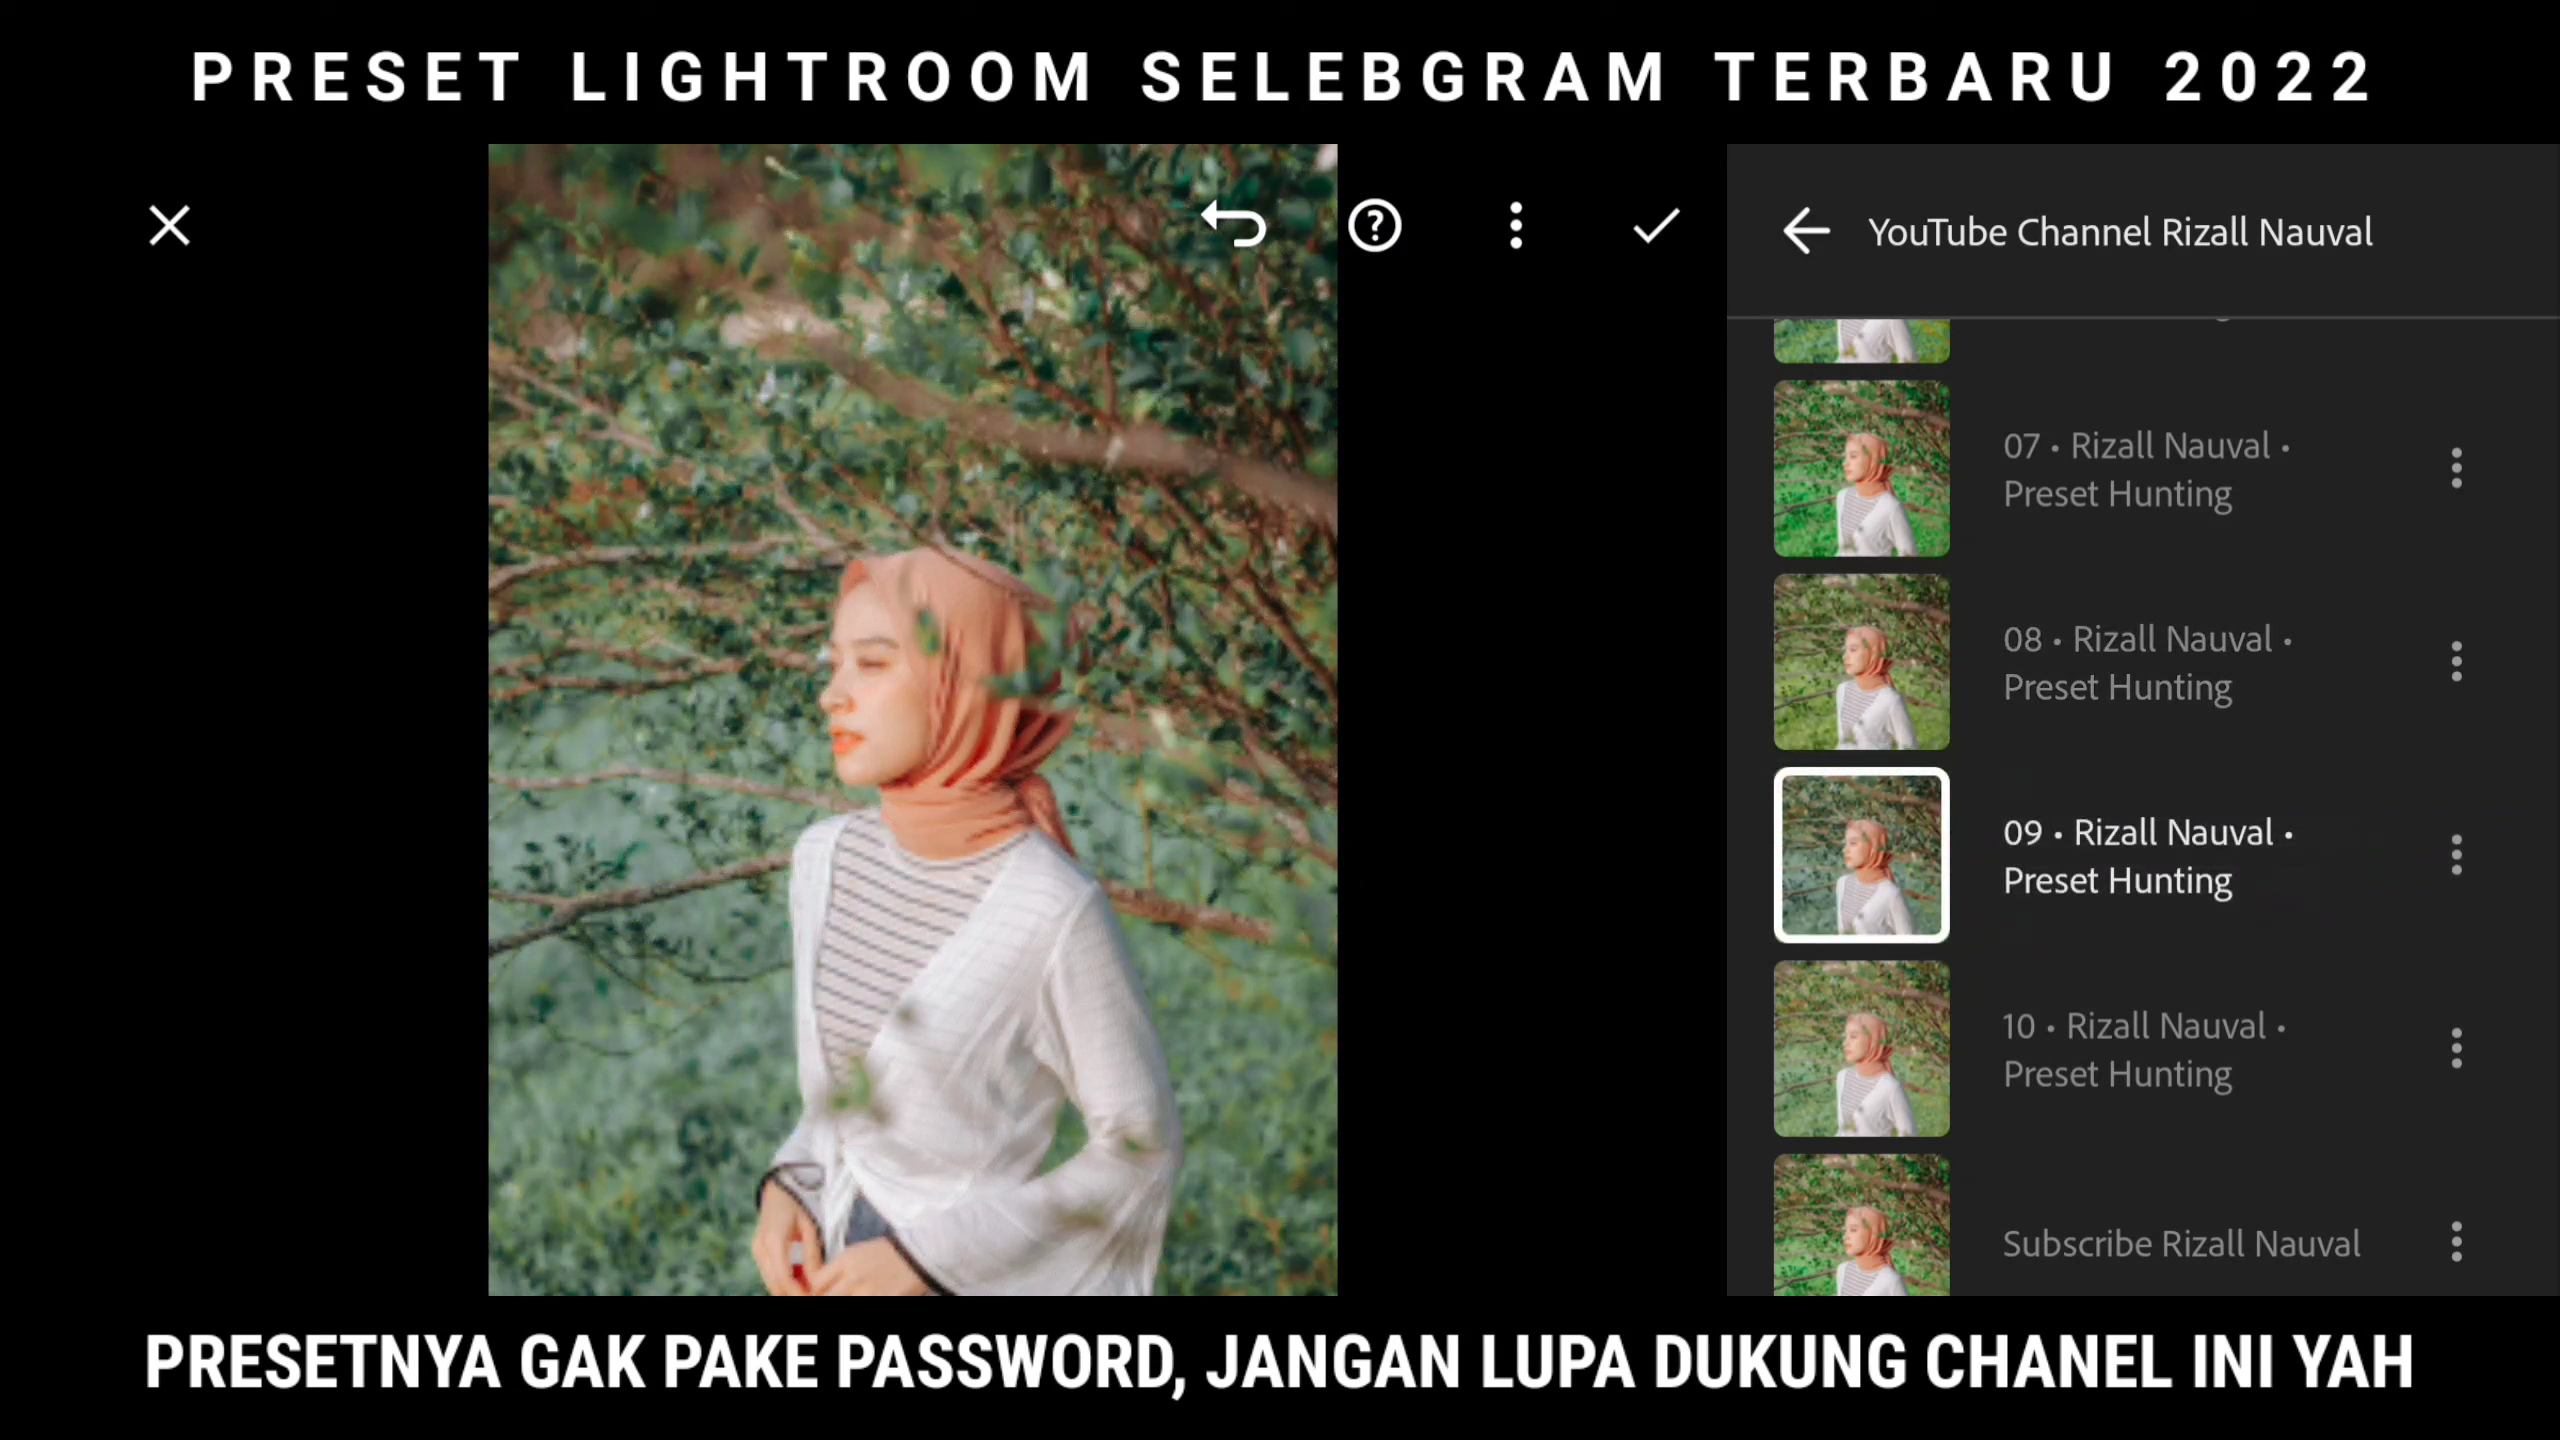 PRESET LIGHTROOM SELEBGRAM TERBARU 2022
YouTube Channel Rizall Nauval
07 • Rizall Nauval •
Preset Hunting
08 • Rizall Nauval •
Preset Hunting
09 • Rizall Nauval •
Preset Hunting
10 • Rizall Nauval •
Preset Hunting
Subscribe Rizall Nauval
PRESETNYA GAK PAKE PASSWORD, JANGAN LUPA DUKUNG CHANEL INI YAH